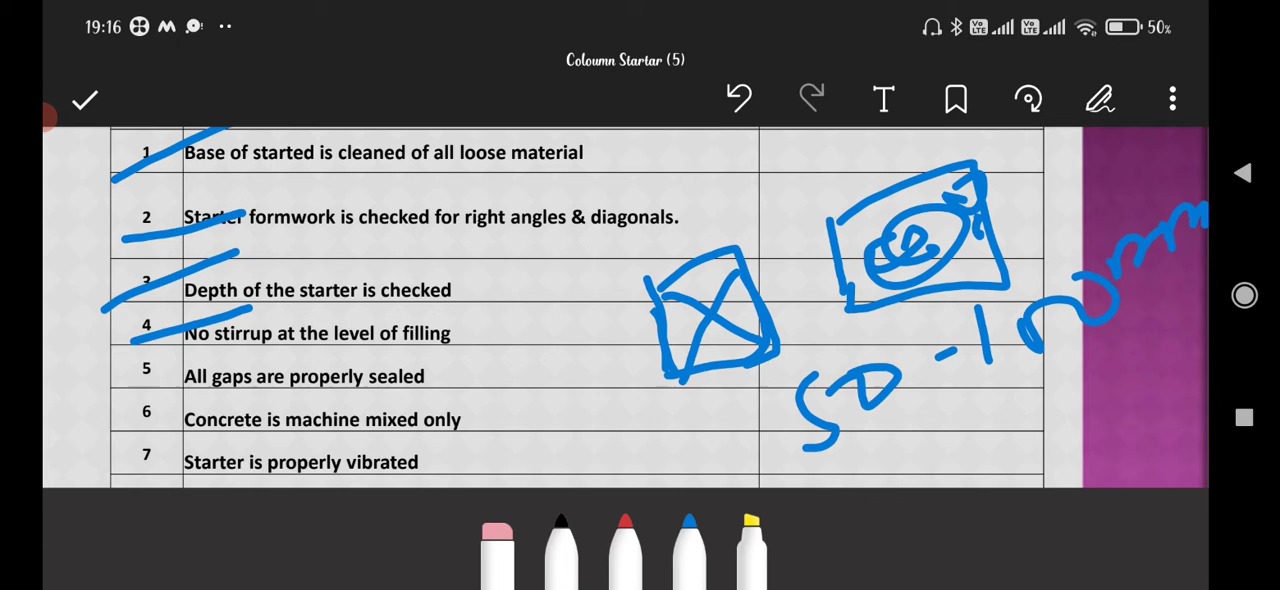 19:16 50%
Coloumn Startar (5)
T
1 Base of started is cleaned of all loose material
2 Starter formwork is checked for right angles & diagonals.
3 Depth of the starter is checked
4 No stirrup at the level of filling
5 All gaps are properly sealed
6 Concrete is machine mixed only
7 Starter is properly vibrated
50 - 100mm